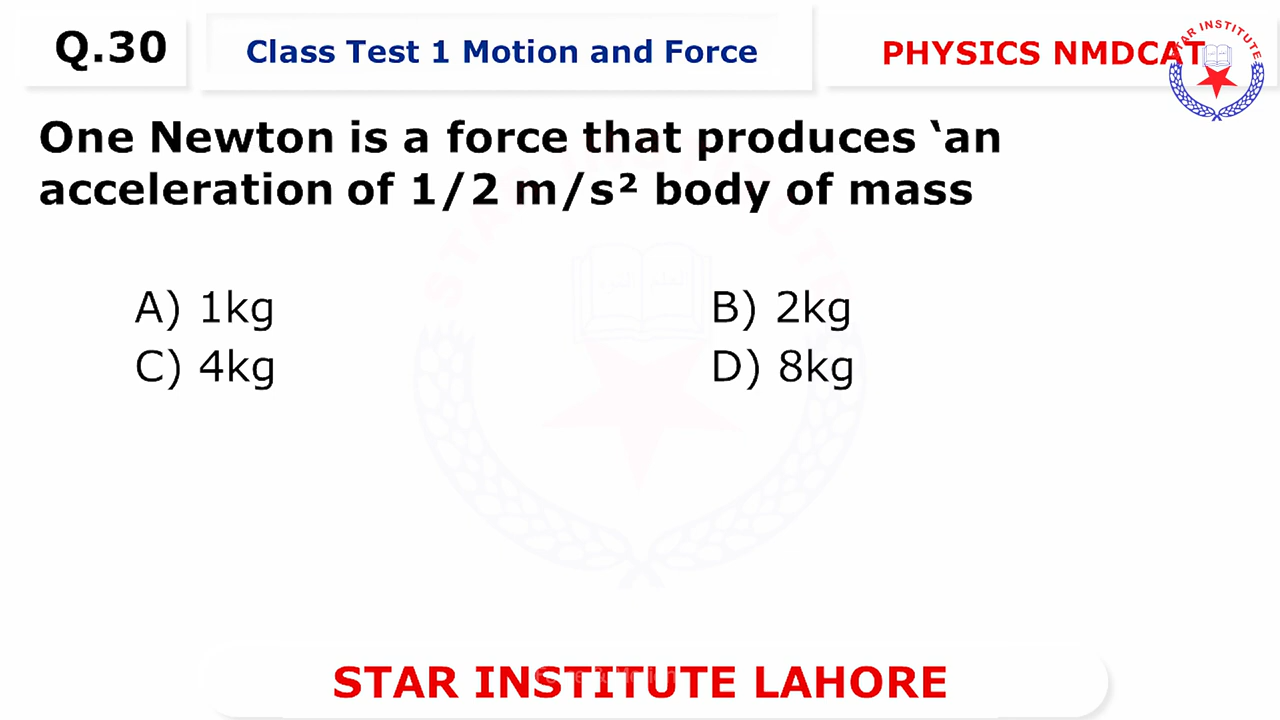 Q.30
Class Test 1 Motion and Force
PHYSICS NMDCAT
STAR INSTITUTE
One Newton is a force that produces ‘an
acceleration of 1/2 m/s² body of mass
A) 1kg
B) 2kg
C) 4kg
D) 8kg
STAR INSTITUTE LAHORE